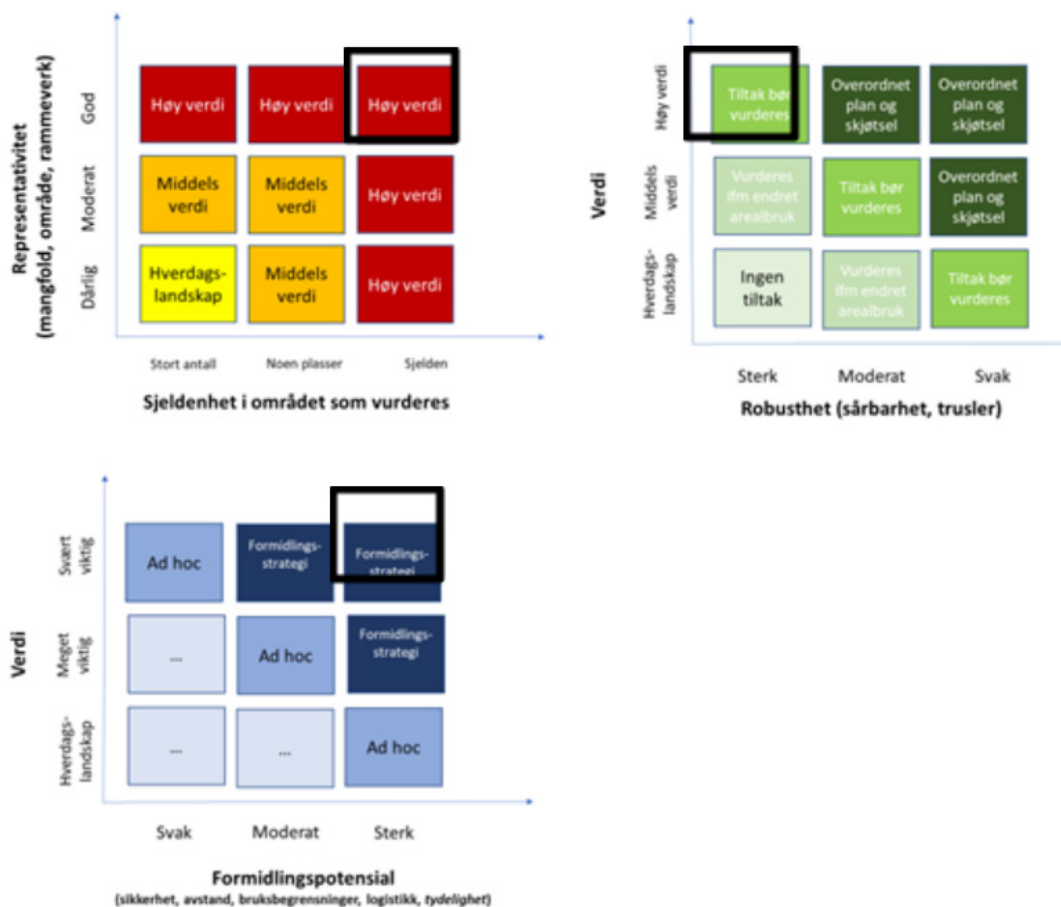 Representativitet
(mangfold, område, rammeverk)
God
Moderat
Dårlig
Høy verdi
Høy verdi
Høy verdi
Middels
verdi
Middels
verdi
Høy verdi
Hverdags-
landskap
Middels
verdi
Høy verdi
Stort antall
Noen plasser
Sjelden
Sjeldenhet i området som vurderes
Verdi
Høy verdi
Middels
verdi
Hverdags-
landskap
Tiltak bør
vurderes
Overordnet
plan og
skjøtsel
Overordnet
plan og
skjøtsel
Vurderes
ifm endret
arealbruk
Tiltak bør
vurderes
Overordnet
plan og
skjøtsel
Ingen
tiltak
Vurderes
ifm endret
arealbruk
Tiltak bør
vurderes
Sterk
Moderat
Svak
Robusthet (sårbarhet, trusler)
Verdi
Svært
viktig
Meget
viktig
Hverdags-
landskap
Ad hoc
Formidlings-
strategi
Formidlings-
strategi
...
Ad hoc
Formidlings-
strategi
...
...
Ad hoc
Svak
Moderat
Sterk
Formidlingspotensial
(sikkerhet, avstand, bruksbegrensninger, logistikk, tydelighet)